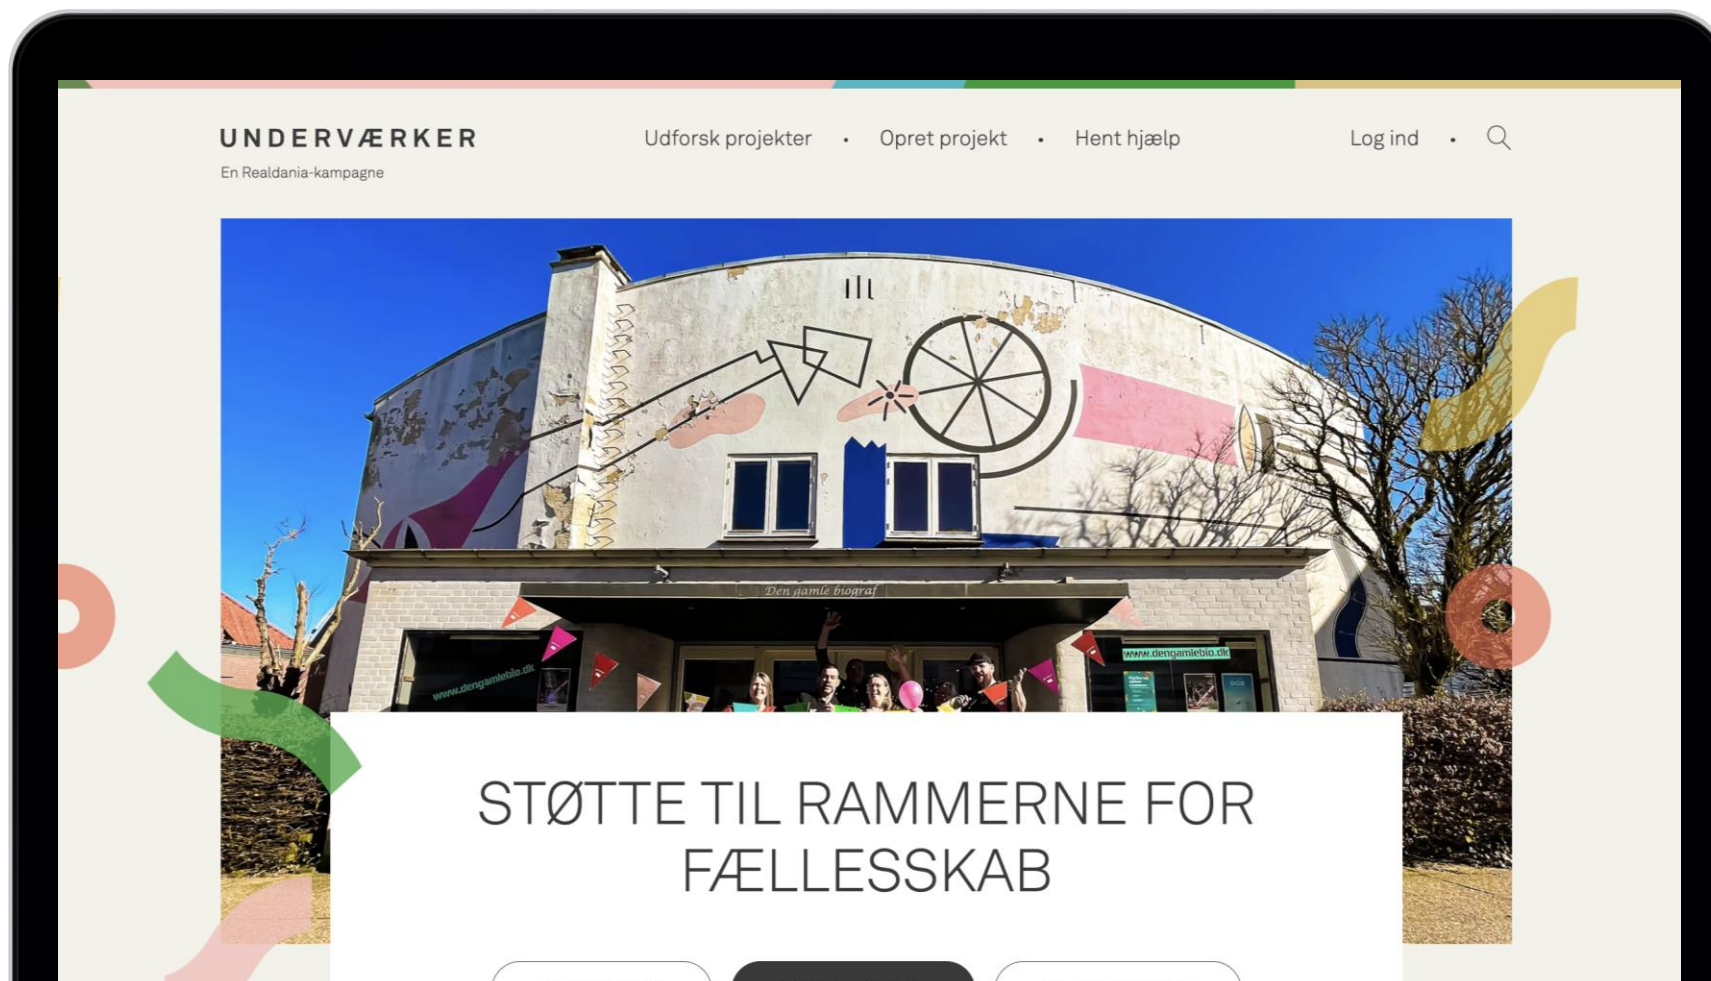 UNDERVÆRKER
En Realdania-kampagne
Udforsk projekter • Opret projekt • Hent hjælp
Log ind •
Den gamle biograf
www.dengamlebio.dk
www.dengamlebio.dk
STØTTE TIL RAMMERNE FOR
FÆLLESSKAB